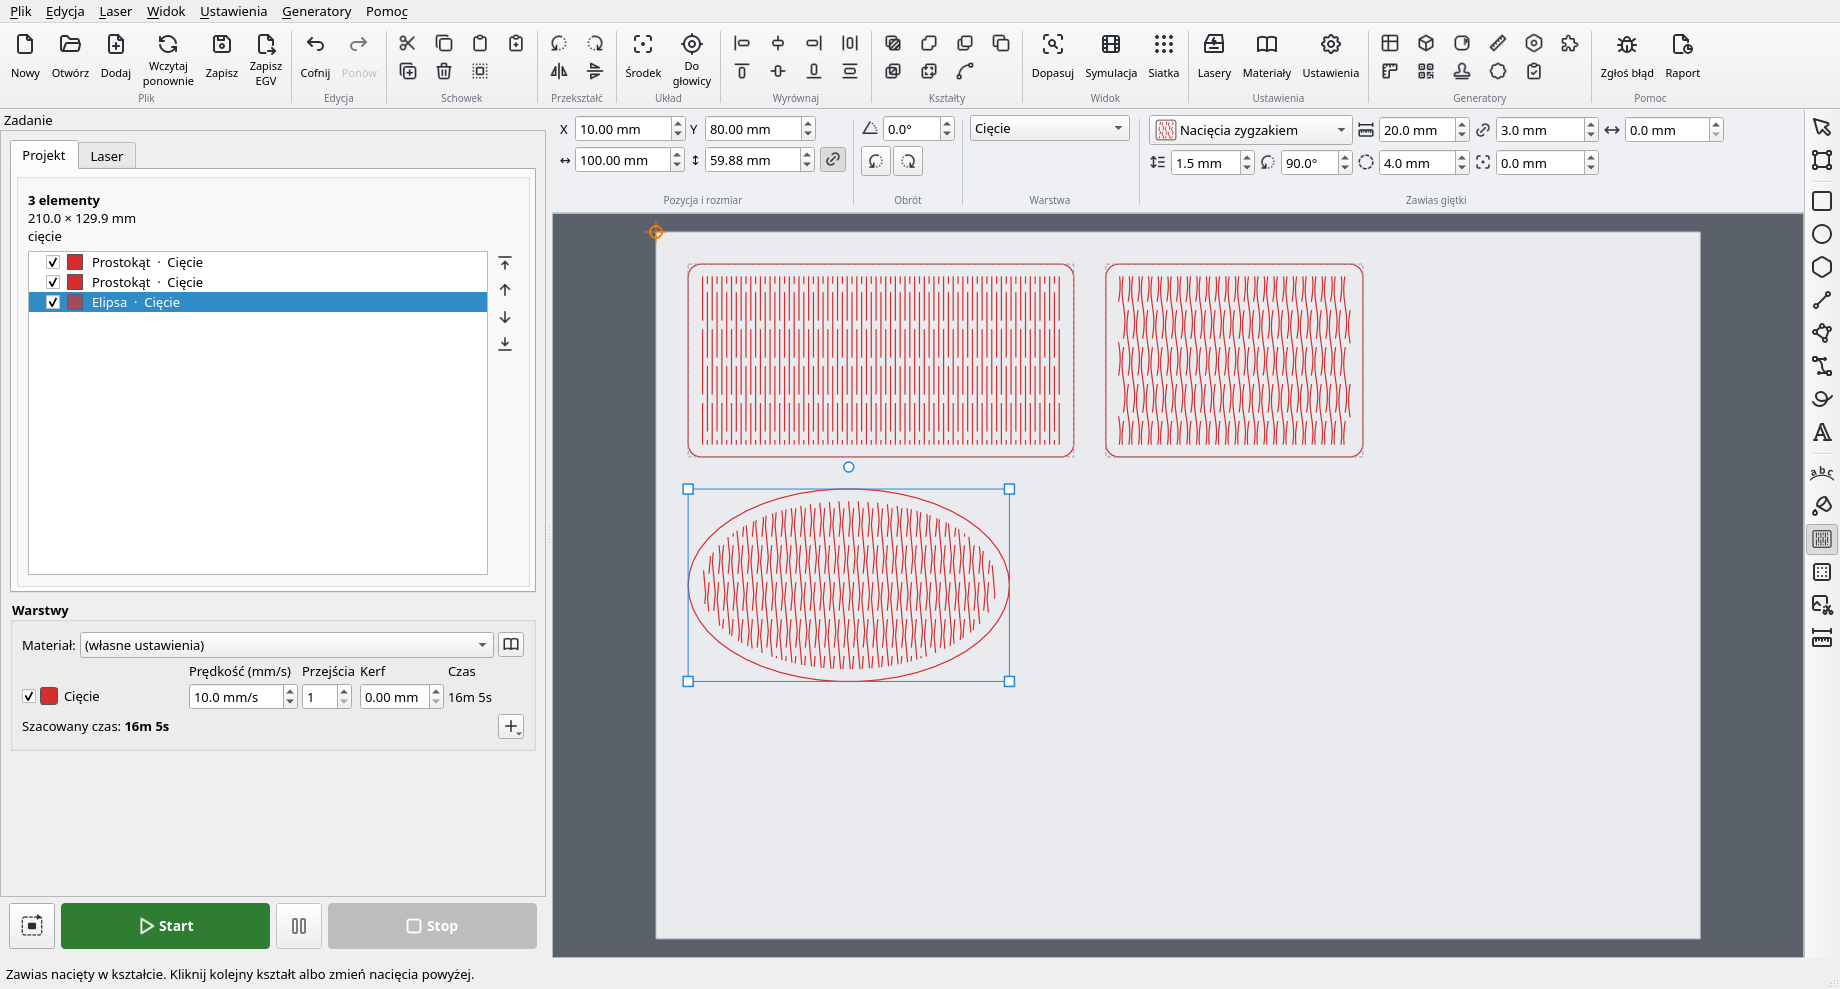 Plik Edycja Laser Widok Ustawienia Generatory Pomoc
Nowy Otwórz Dodaj Wczytaj ponownie Zapisz Zapisz EGV Cofnij Ponów Środek Do głowicy Dopasuj Symulacja Siatka Lasery Materiały Ustawienia Zgłoś błąd Raport
Plik Edycja Schowek Przekształć Układ Wyrównaj Kształty Widok Ustawienia Generatory Pomoc
Zadanie
Projekt Laser
3 elementy
210.0 × 129.9 mm
cięcie
Prostokąt · Cięcie
Prostokąt · Cięcie
Elipsa · Cięcie
Warstwy
Materiał: (własne ustawienia)
Prędkość (mm/s) Przejścia Kerf Czas
Cięcie 10.0 mm/s 1 0.00 mm 16m 5s
Szacowany czas: 16m 5s
Start Stop
X 10.00 mm Y 80.00 mm 0.0° Cięcie Nacięcia zygzakiem 20.0 mm 3.0 mm 0.0 mm
100.00 mm 59.88 mm 1.5 mm 90.0° 4.0 mm 0.0 mm
Pozycja i rozmiar Obrót Warstwa Zawias giętki
A
abc
Zawias nacięty w kształcie. Kliknij kolejny kształt albo zmień nacięcia powyżej.